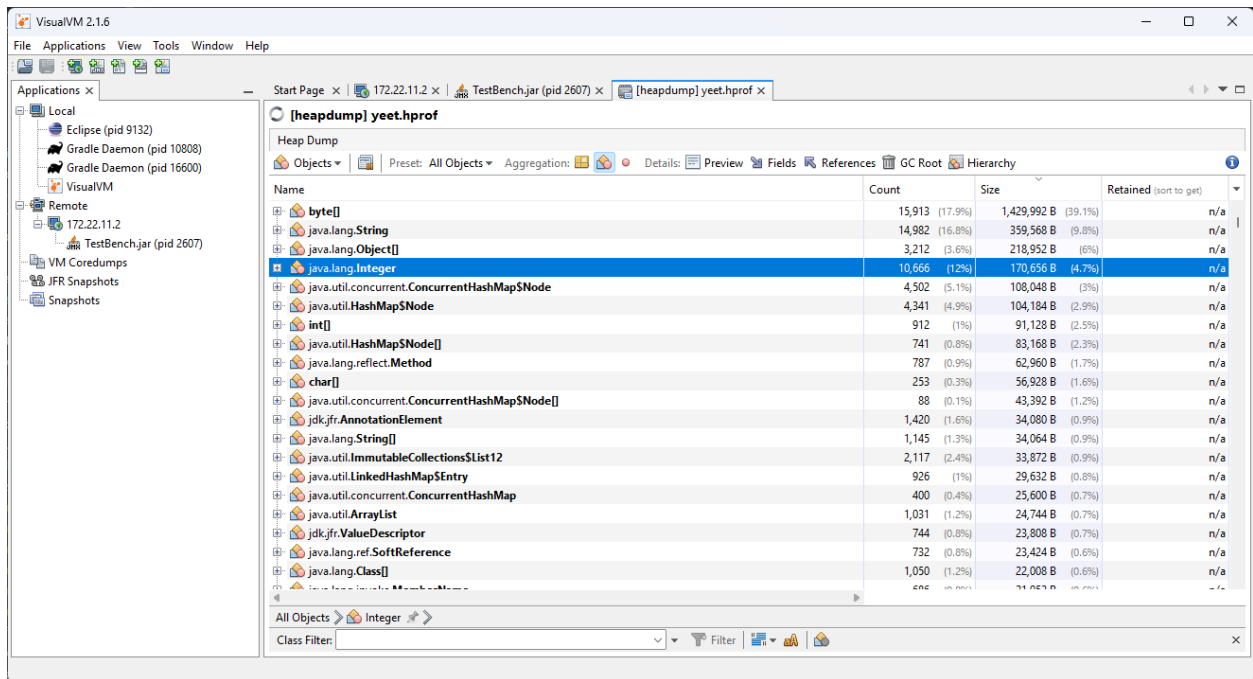 VisualVM 2.1.6
File Applications View Tools Window Help
Applications
Local
Eclipse (pid 9132)
Gradle Daemon (pid 10808)
Gradle Daemon (pid 16600)
VisualVM
Remote
172.22.11.2
TestBench.jar (pid 2607)
VM Coredumps
JFR Snapshots
Snapshots
Start Page 172.22.11.2 TestBench.jar (pid 2607) [heapdump] yeet.hprof
[heapdump] yeet.hprof
Heap Dump
Objects Preset: All Objects Aggregation: Details: Preview Fields References GC Root Hierarchy
Name Count Size Retained (sort to get)
byte[] 15,913 (17.9%) 1,429,992 B (39.1%) n/a
java.lang.String 14,982 (16.8%) 359,568 B (9.8%) n/a
java.lang.Object[] 3,212 (3.6%) 218,952 B (6%) n/a
java.lang.Integer 10,666 (12%) 170,656 B (4.7%) n/a
java.util.concurrent.ConcurrentHashMap$Node 4,502 (5.1%) 108,048 B (3%) n/a
java.util.HashMap$Node 4,341 (4.9%) 104,184 B (2.9%) n/a
int[] 912 (1%) 91,128 B (2.5%) n/a
java.util.HashMap$Node[] 741 (0.8%) 83,168 B (2.3%) n/a
java.lang.reflect.Method 787 (0.9%) 62,960 B (1.7%) n/a
char[] 253 (0.3%) 56,928 B (1.6%) n/a
java.util.concurrent.ConcurrentHashMap$Node[] 88 (0.1%) 43,392 B (1.2%) n/a
jdk.jfr.AnnotationElement 1,420 (1.6%) 34,080 B (0.9%) n/a
java.lang.String[] 1,145 (1.3%) 34,064 B (0.9%) n/a
java.util.ImmutableCollections$List12 2,117 (2.4%) 33,872 B (0.9%) n/a
java.util.LinkedHashMap$Entry 926 (1%) 29,632 B (0.8%) n/a
java.util.concurrent.ConcurrentHashMap 400 (0.4%) 25,600 B (0.7%) n/a
java.util.ArrayList 1,031 (1.2%) 24,744 B (0.7%) n/a
jdk.jfr.ValueDescriptor 744 (0.8%) 23,808 B (0.7%) n/a
java.lang.ref.SoftReference 732 (0.8%) 23,424 B (0.6%) n/a
java.lang.Class[] 1,050 (1.2%) 22,008 B (0.6%) n/a
All Objects Integer
Class Filter: Filter